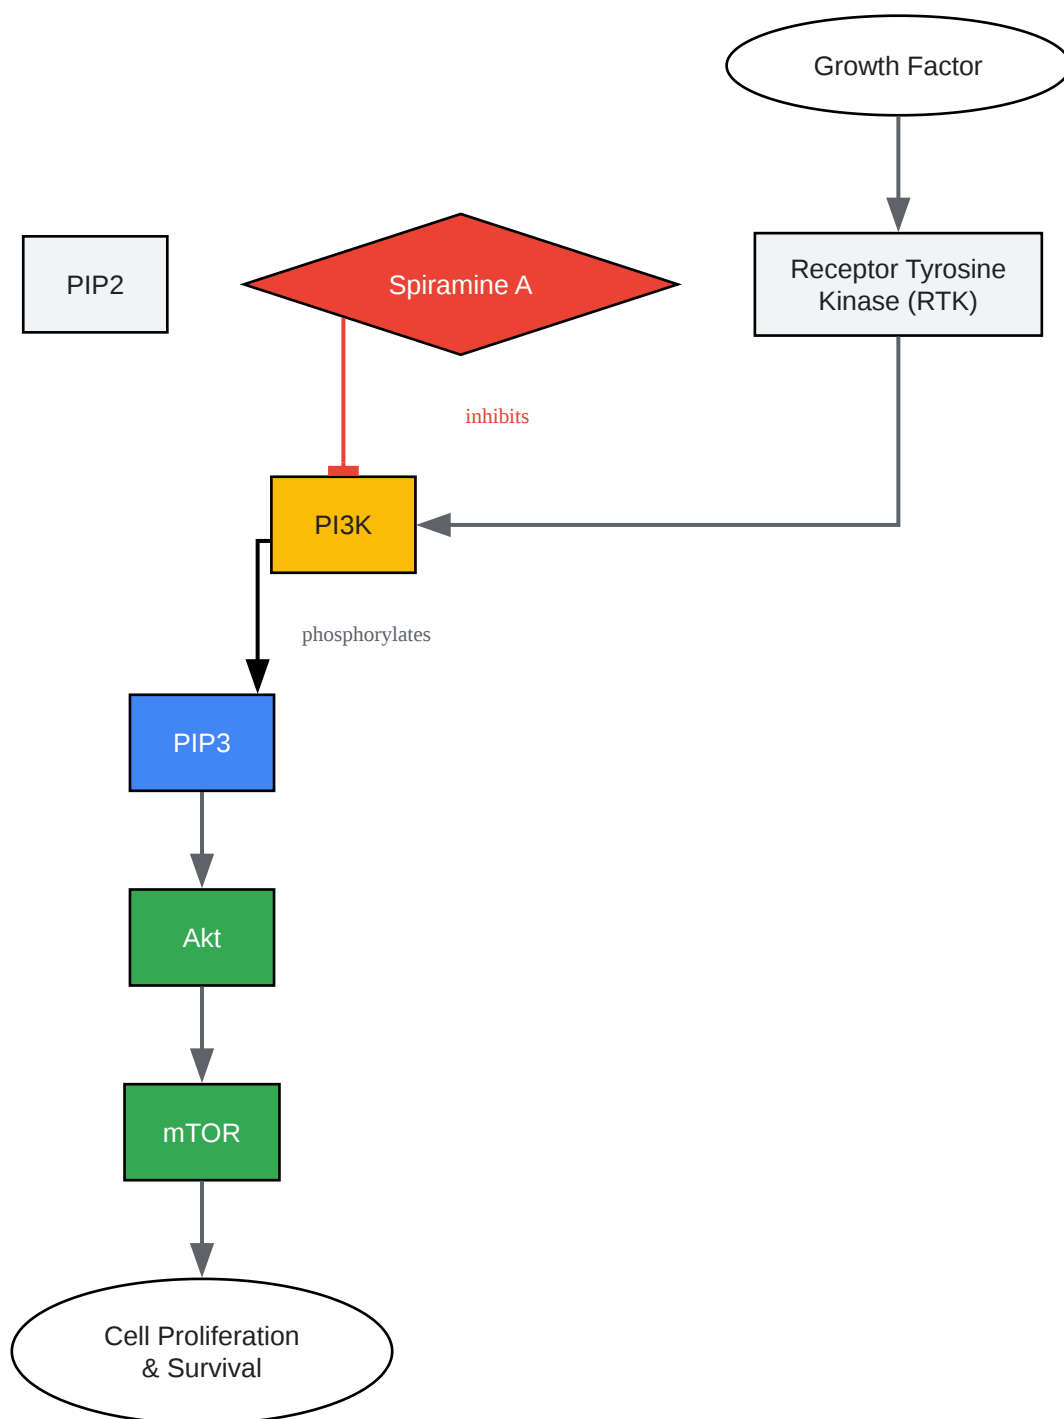 Growth Factor
PIP2
Spiramine A
Receptor Tyrosine
Kinase (RTK)
inhibits
PI3K
phosphorylates
PIP3
Akt
mTOR
Cell Proliferation
& Survival